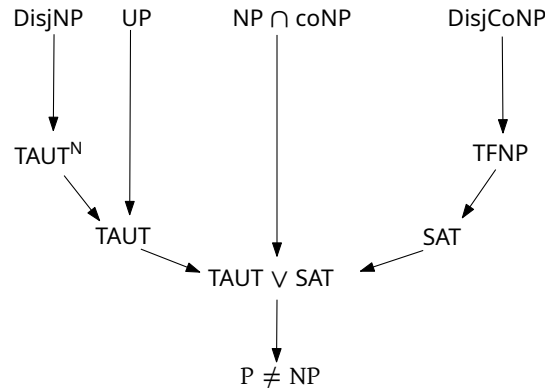 DisjNP UP NP ∩ coNP DisjCoNP
TAUT^N TFNP
TAUT SAT
TAUT ∨ SAT
P ≠ NP